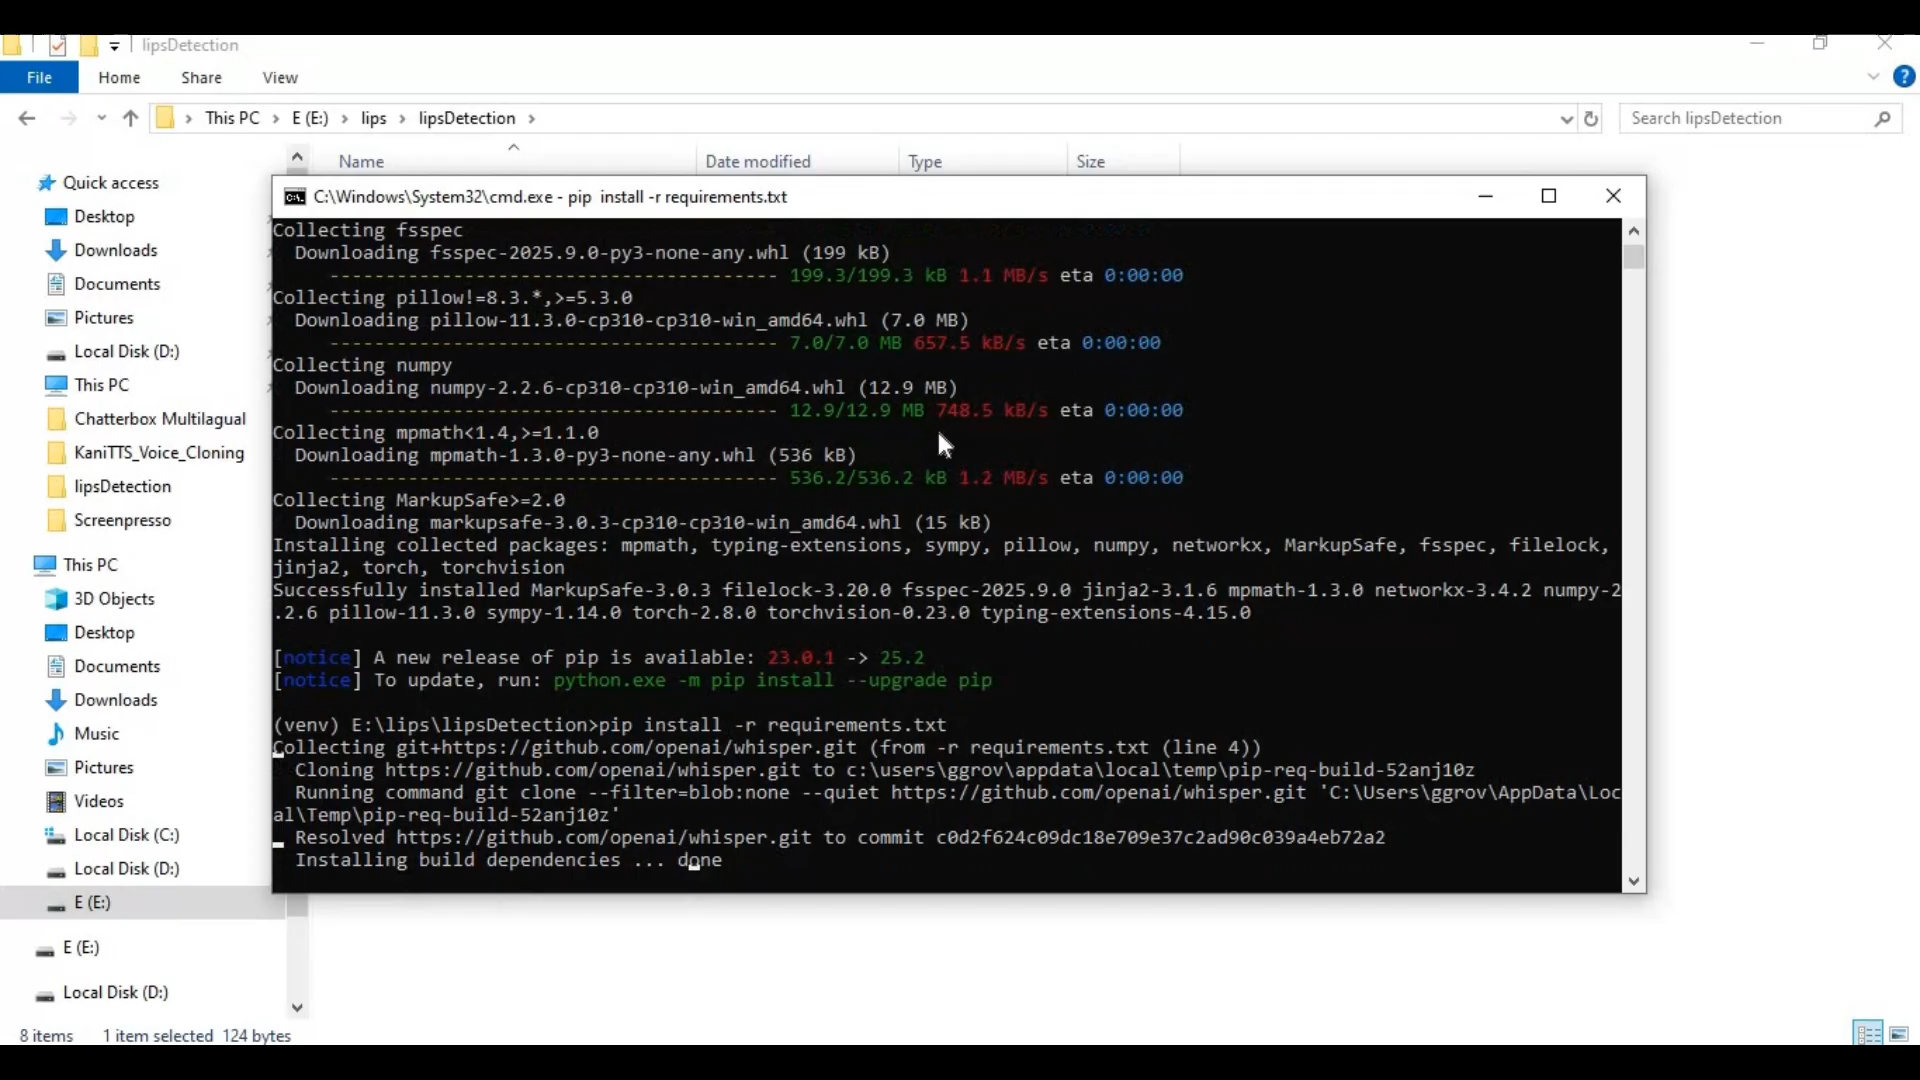 lipsDetection
File Home Share View
This PC E (E:) lips lipsDetection
Search lipsDetection
Name Date modified Type Size
Quick access
Desktop
Downloads
Documents
Pictures
Local Disk (D:)
This PC
Chatterbox Multilagual
KaniTTS_Voice_Cloning
lipsDetection
Screenpresso
This PC
3D Objects
Desktop
Documents
Downloads
Music
Pictures
Videos
Local Disk (C:)
Local Disk (D:)
E (E:)
E (E:)
Local Disk (D:)
8 items 1 item selected 124 bytes
C:\Windows\System32\cmd.exe - pip  install -r requirements.txt
Collecting fsspec
  Downloading fsspec-2025.9.0-py3-none-any.whl (199 kB)
     ---------------------------------------- 199.3/199.3 kB 1.1 MB/s eta 0:00:00
Collecting pillow!=8.3.*,>=5.3.0
  Downloading pillow-11.3.0-cp310-cp310-win_amd64.whl (7.0 MB)
     ---------------------------------------- 7.0/7.0 MB 657.5 kB/s eta 0:00:00
Collecting numpy
  Downloading numpy-2.2.6-cp310-cp310-win_amd64.whl (12.9 MB)
     ---------------------------------------- 12.9/12.9 MB 748.5 kB/s eta 0:00:00
Collecting mpmath<1.4,>=1.1.0
  Downloading mpmath-1.3.0-py3-none-any.whl (536 kB)
     ---------------------------------------- 536.2/536.2 kB 1.2 MB/s eta 0:00:00
Collecting MarkupSafe>=2.0
  Downloading markupsafe-3.0.3-cp310-cp310-win_amd64.whl (15 kB)
Installing collected packages: mpmath, typing-extensions, sympy, pillow, numpy, networkx, MarkupSafe, fsspec, filelock,
jinja2, torch, torchvision
Successfully installed MarkupSafe-3.0.3 filelock-3.20.0 fsspec-2025.9.0 jinja2-3.1.6 mpmath-1.3.0 networkx-3.4.2 numpy-2
.2.6 pillow-11.3.0 sympy-1.14.0 torch-2.8.0 torchvision-0.23.0 typing-extensions-4.15.0
[notice] A new release of pip is available: 23.0.1 -> 25.2
[notice] To update, run: python.exe -m pip install --upgrade pip
(venv) E:\lips\lipsDetection>pip install -r requirements.txt
Collecting git+https://github.com/openai/whisper.git (from -r requirements.txt (line 4))
  Cloning https://github.com/openai/whisper.git to c:\users\ggrov\appdata\local\temp\pip-req-build-52anj10z
  Running command git clone --filter=blob:none --quiet https://github.com/openai/whisper.git 'C:\Users\ggrov\AppData\Loc
al\Temp\pip-req-build-52anj10z'
  Resolved https://github.com/openai/whisper.git to commit c0d2f624c09dc18e709e37c2ad90c039a4eb72a2
  Installing build dependencies ... done